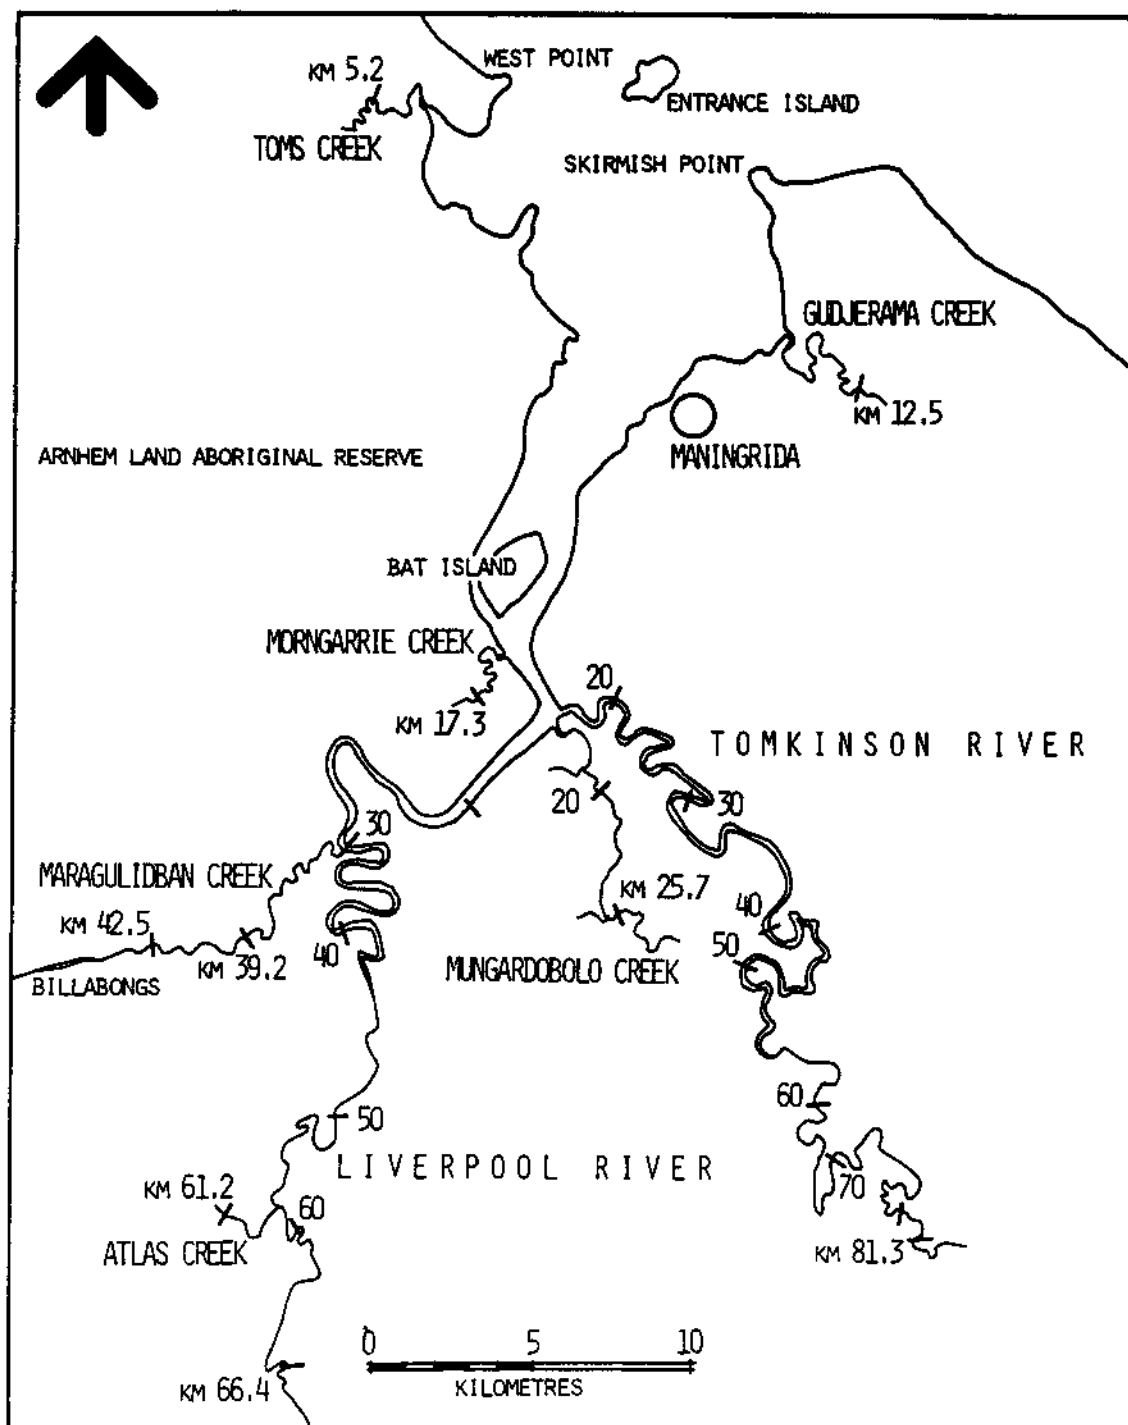 WEST POINT
KM 5.2
ENTRANCE ISLAND
TOMS CREEK
SKIRMISH POINT
GUDJERAMA CREEK
KM 12.5
ARNHEM LAND ABORIGINAL RESERVE
MANINGRIDA
BAT ISLAND
MORNGARRIE CREEK
20
KM 17.3
TOMKINSON RIVER
20
30
30
MARAGULIDBAN CREEK
KM 25.7
40
KM 42.5
40
50
KM 39.2
MUNGARDOBOLO CREEK
BILLABONGS
60
50
LIVERPOOL RIVER
70
KM 61.2
60
ATLAS CREEK
KM 81.3
0 5 10
KILOMETRES
KM 66.4